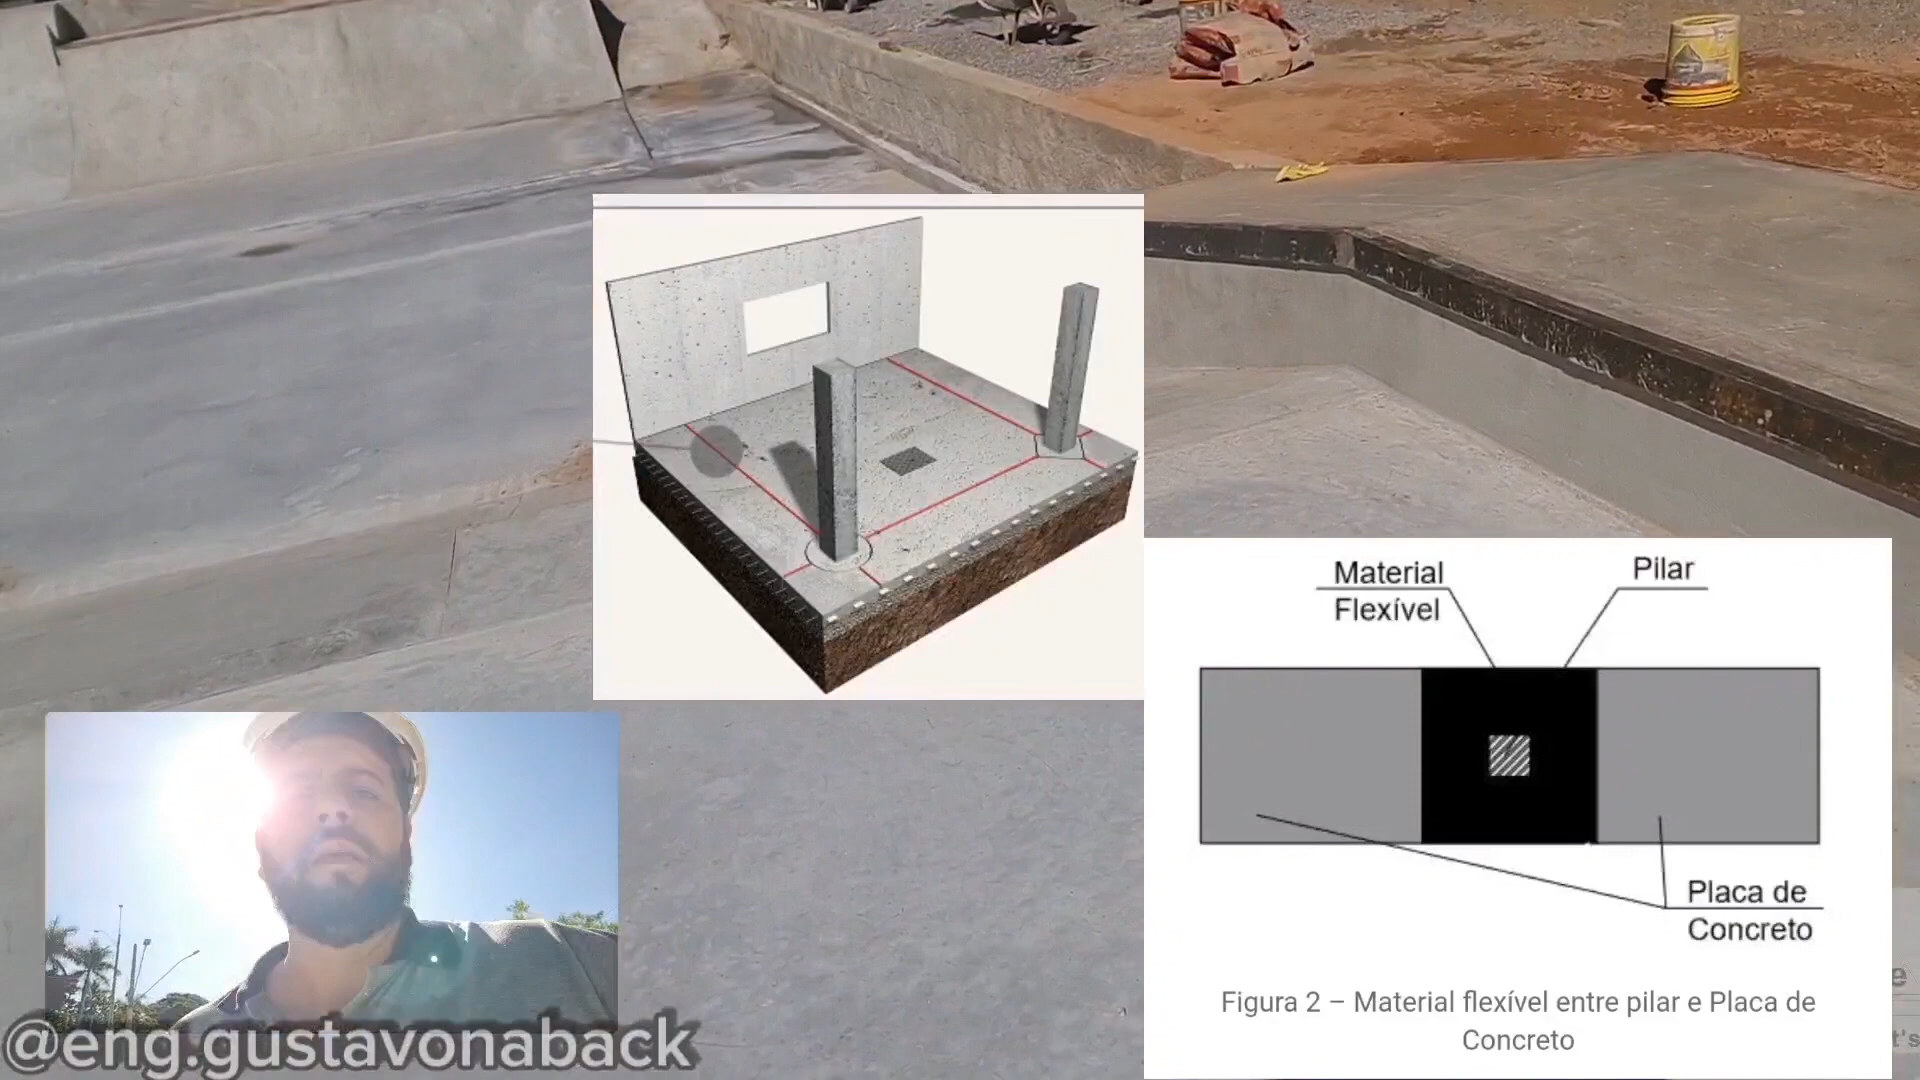 Material
Flexível
Pilar
Placa de
Concreto
Figura 2 – Material flexível entre pilar e Placa de
Concreto
@eng.gustavonaback
e
t's